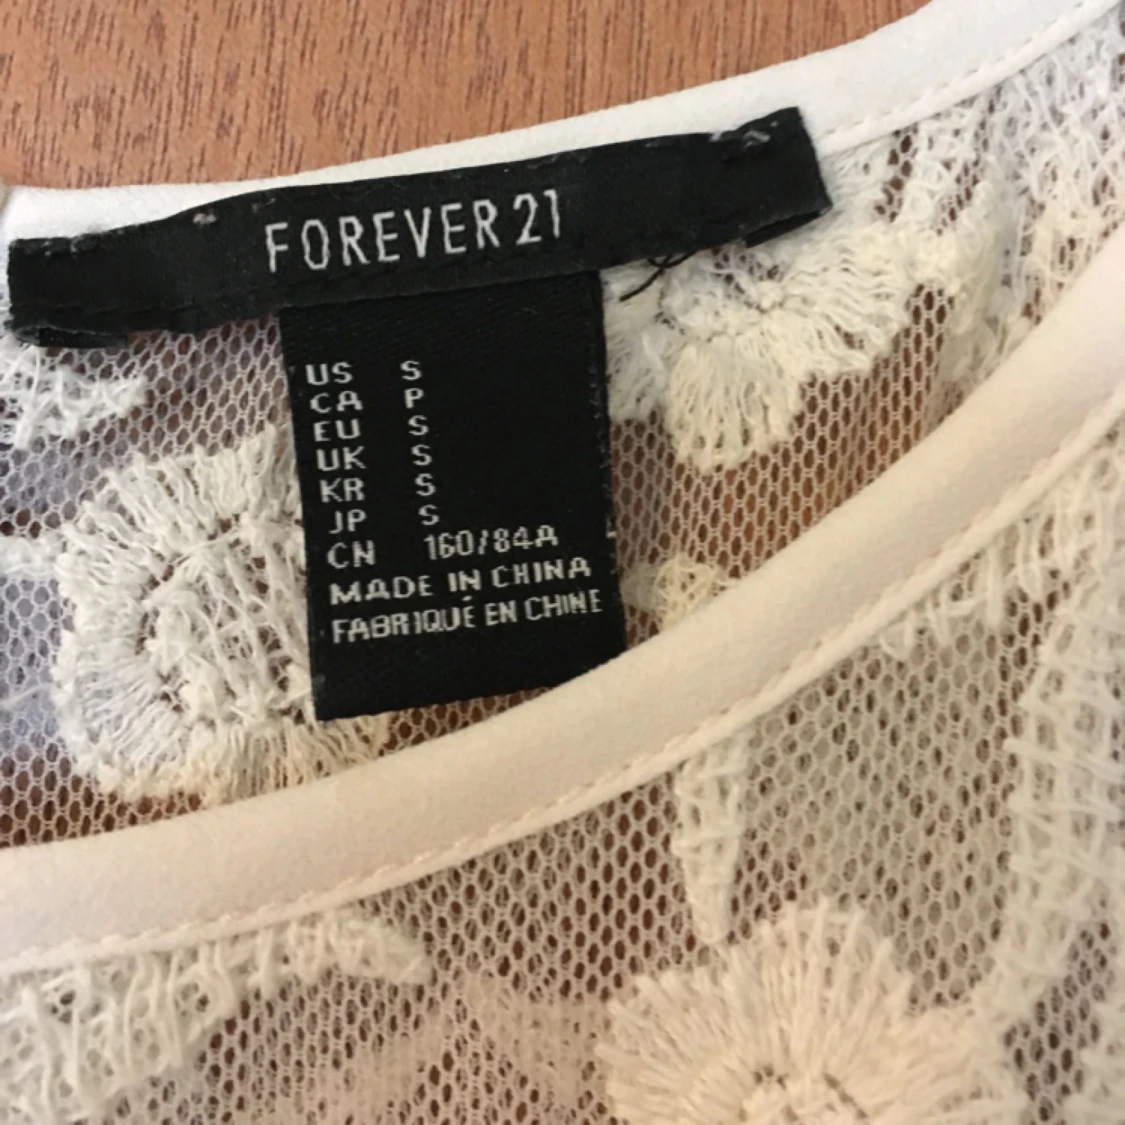 FOREVER 21
US S
CA P
EU S
UK S
KR S
JP S
CN 160/84A
MADE IN CHINA
FABRIQUÉ EN CHINE